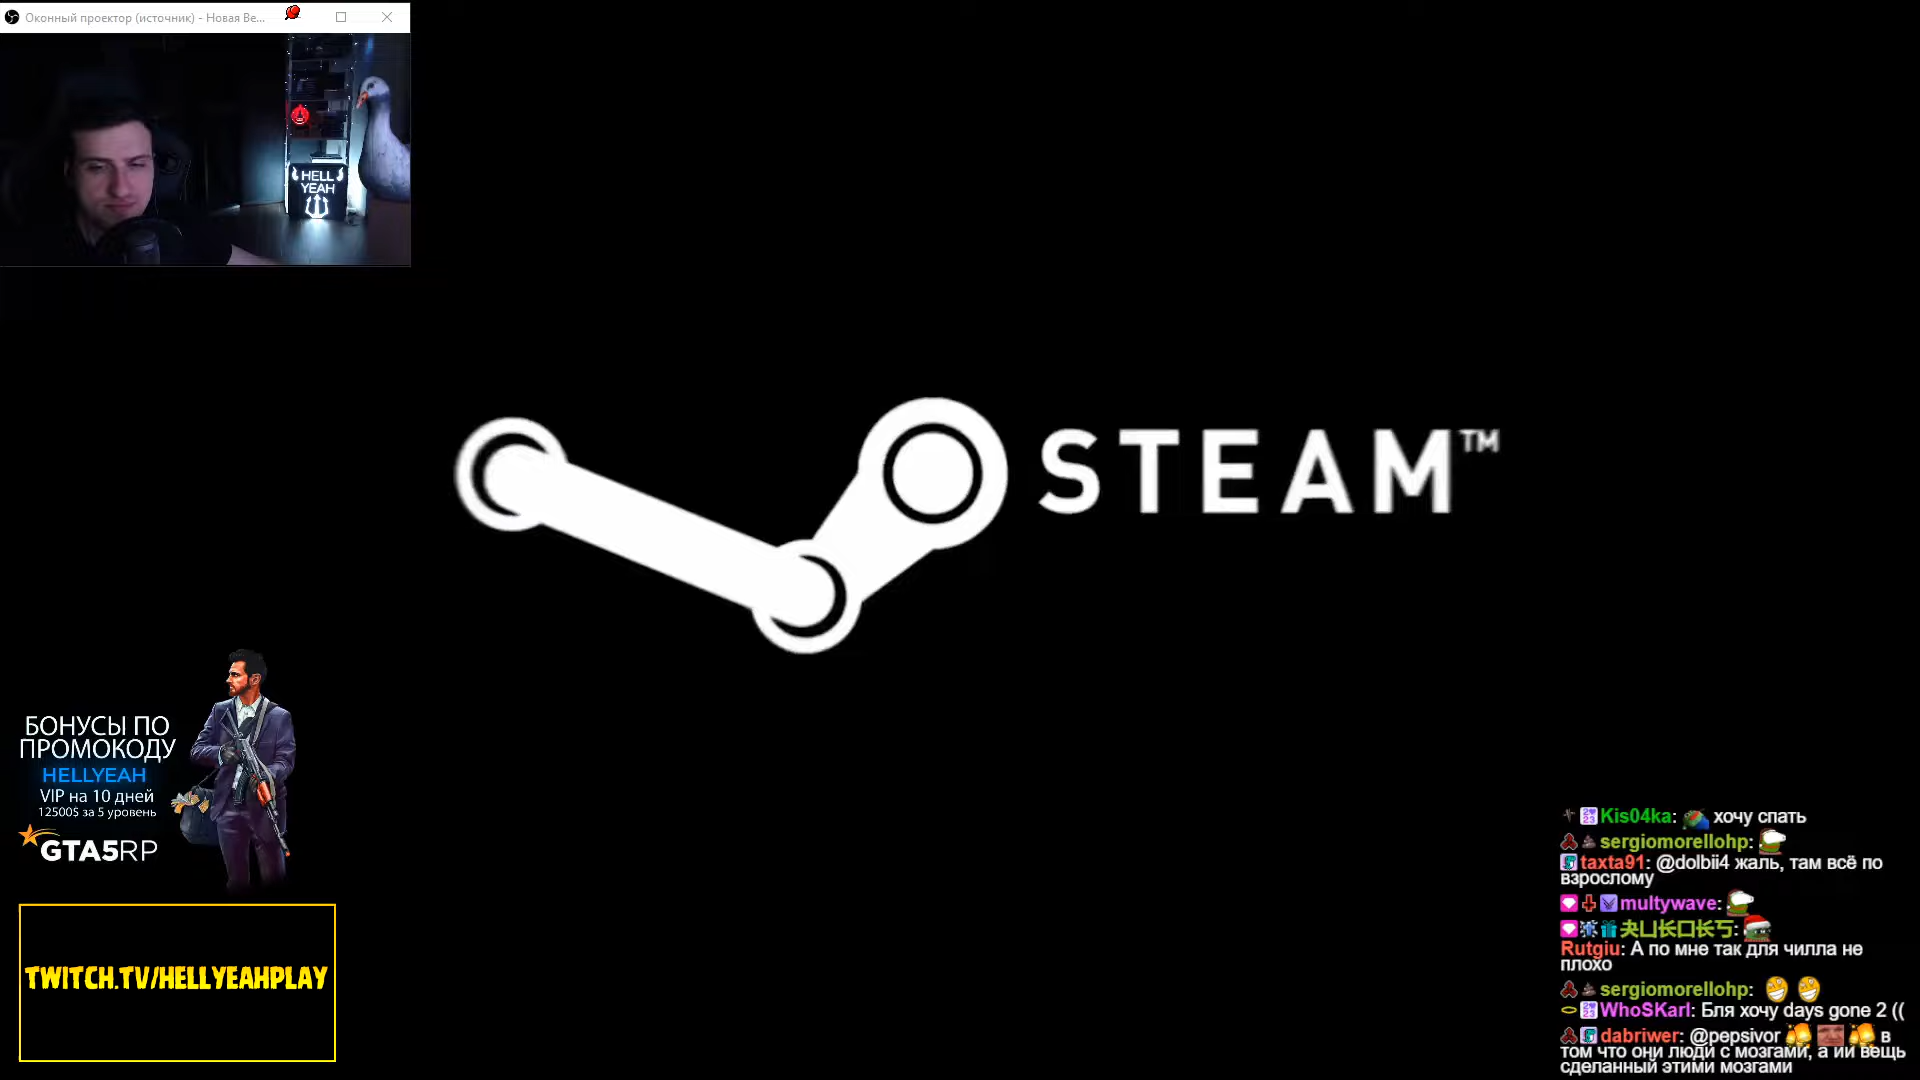 Оконный проектор (источник) - Новая Ве...
HELL
YEAH
STEAM™
БОНУСЫ ПО
ПРОМОКОДУ
HELLYEAH
VIP на 10 дней
12500$ за 5 уровень
GTA5RP
TWITCH.TV/HELLYEAHPLAY
Kis04ka: хочу спать
sergiomorellohp:
taxta91: @dolbii4 жаль, там всё по
взрослому
multywave:
Rutgiu: А по мне так для чилла не
плохо
sergiomorellohp:
WhoSKarl: Бля хочу days gone 2 ((
dabriwer: @pepsivor в
том что они люди с мозгами, а ии вещь
сделанный этими мозгами